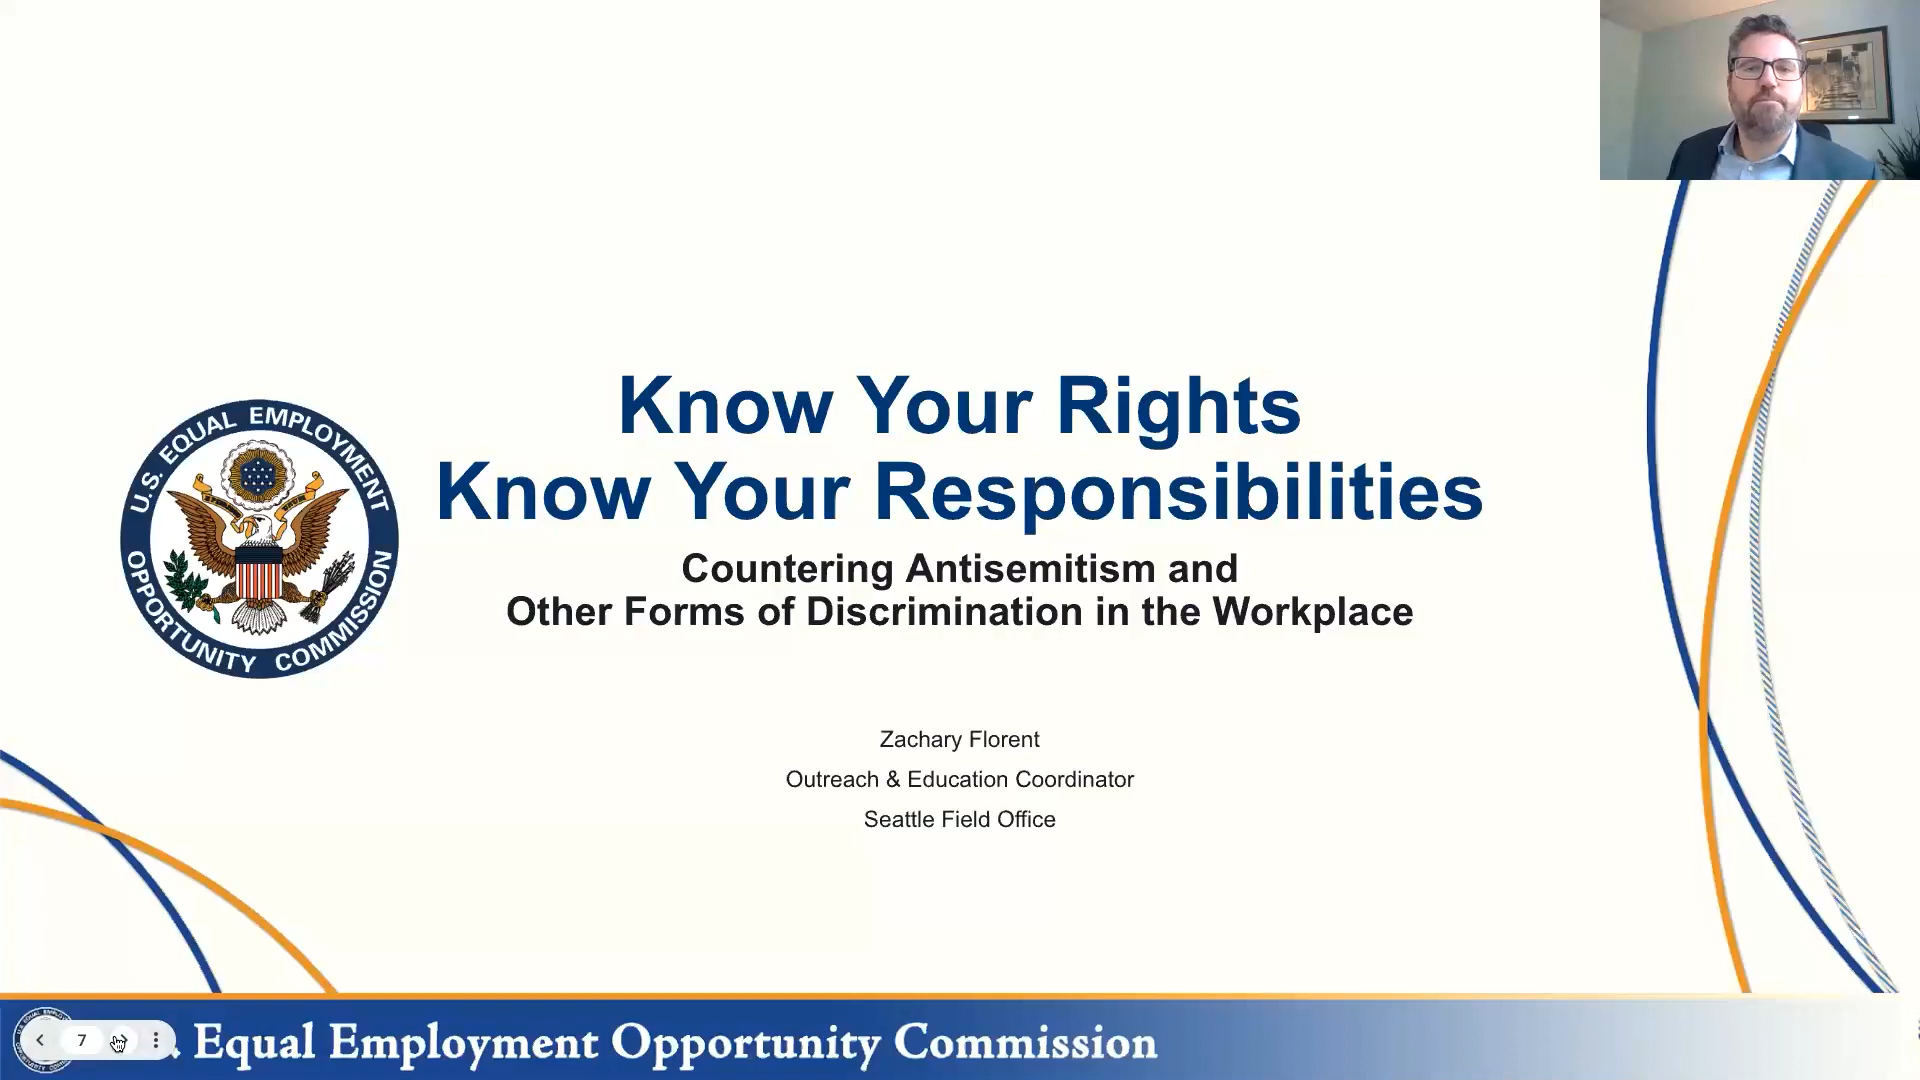 Know Your Rights
Know Your Responsibilities
U.S. EQUAL EMPLOYMENT
OPPORTUNITY COMMISSION
Countering Antisemitism and
Other Forms of Discrimination in the Workplace
Zachary Florent
Outreach & Education Coordinator
Seattle Field Office
7
Equal Employment Opportunity Commission